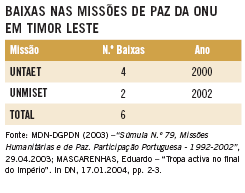 BAIXAS NAS MISSÕES DE PAZ DA ONU
EM TIMOR LESTE
Missão N.º Baixas Ano
UNTAET 4 2000
UNMISET 2 2002
TOTAL 6
Fonte: MDN-DGPDN (2003) –“Súmula N.º 79, Missões
Humanitárias e de Paz. Participação Portuguesa - 1992-2002”,
29.04.2003; MASCARENHAS, Eduardo – “Tropa activa no final
do Império”. In DN, 17.01.2004, pp. 2-3.